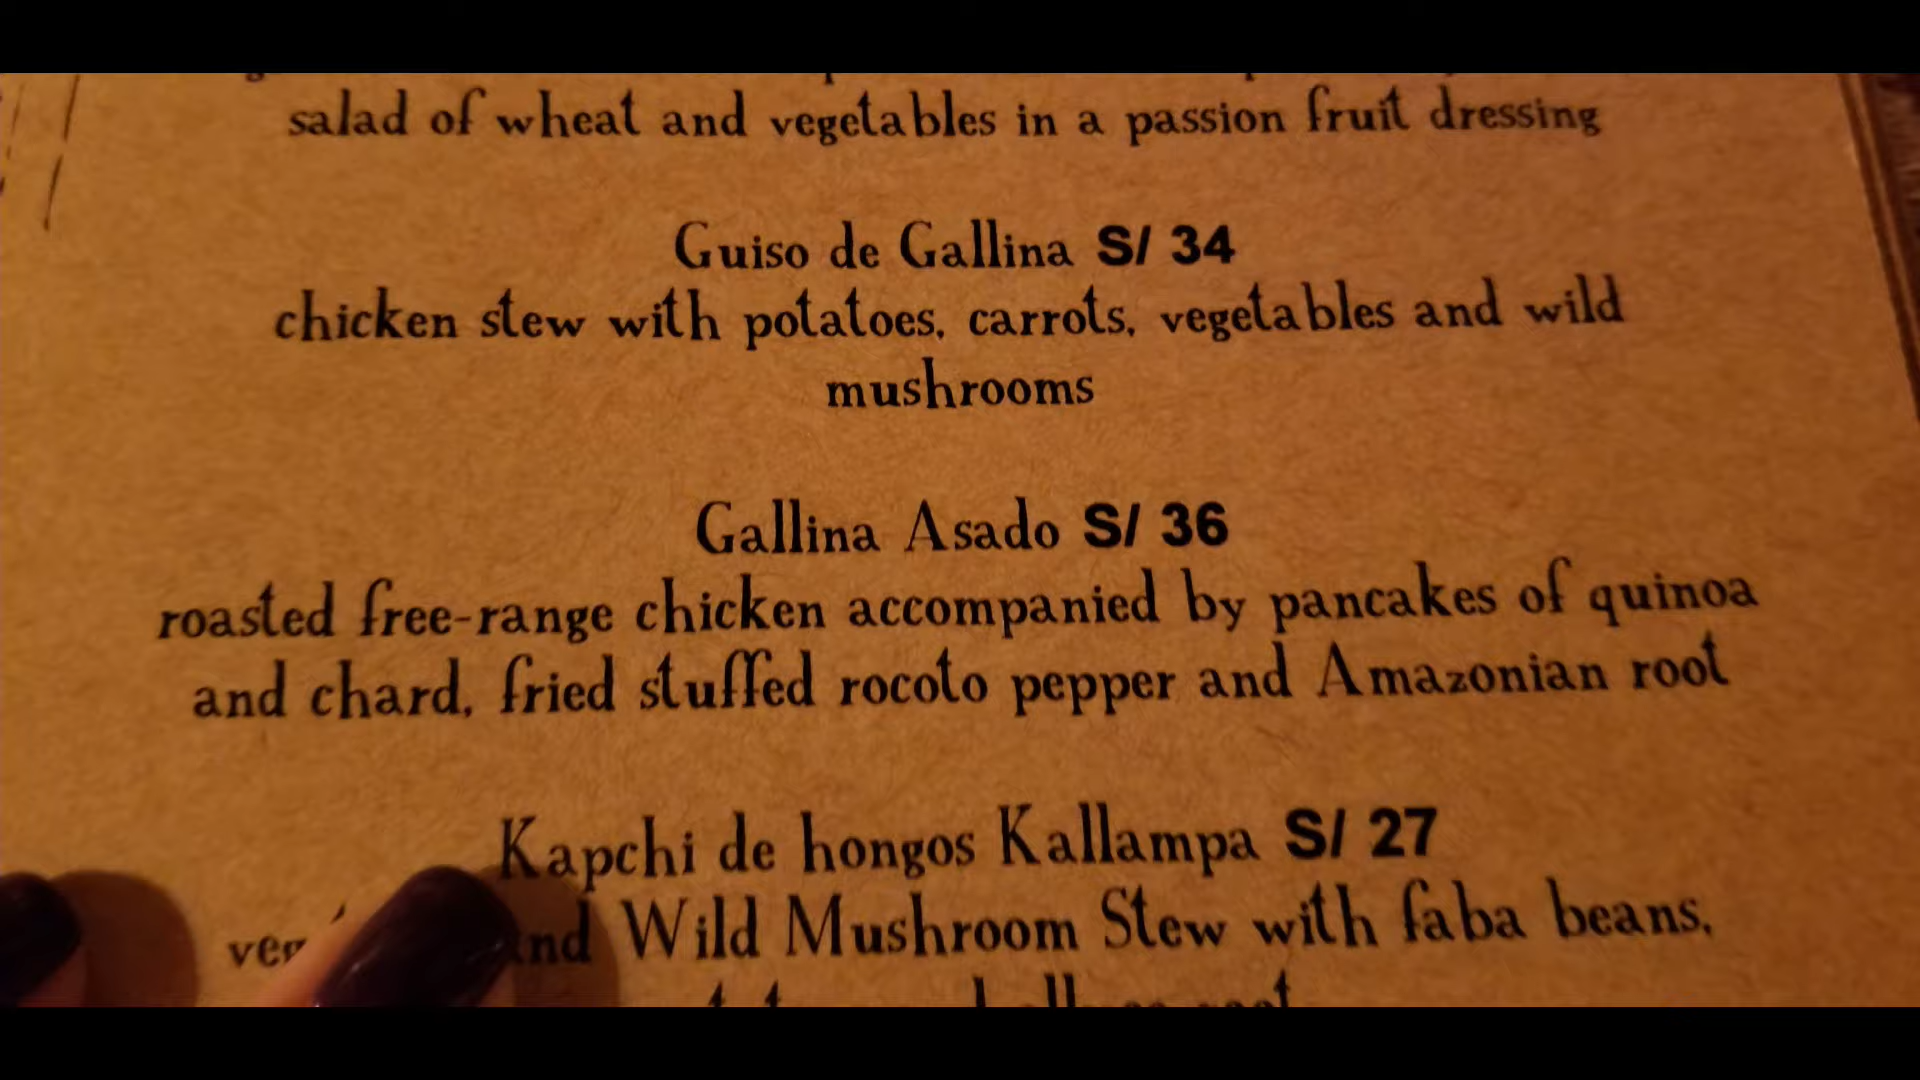 salad of wheat and vegetables in a passion fruit dressing
Guiso de Gallina S/ 34
chicken stew with potatoes, carrots, vegetables and wild
mushrooms
Gallina Asado S/ 36
roasted free-range chicken accompanied by pancakes of quinoa
and chard, fried stuffed rocoto pepper and Amazonian root
Kapchi de hongos Kallampa S/ 27
and Wild Mushroom Stew with faba beans,